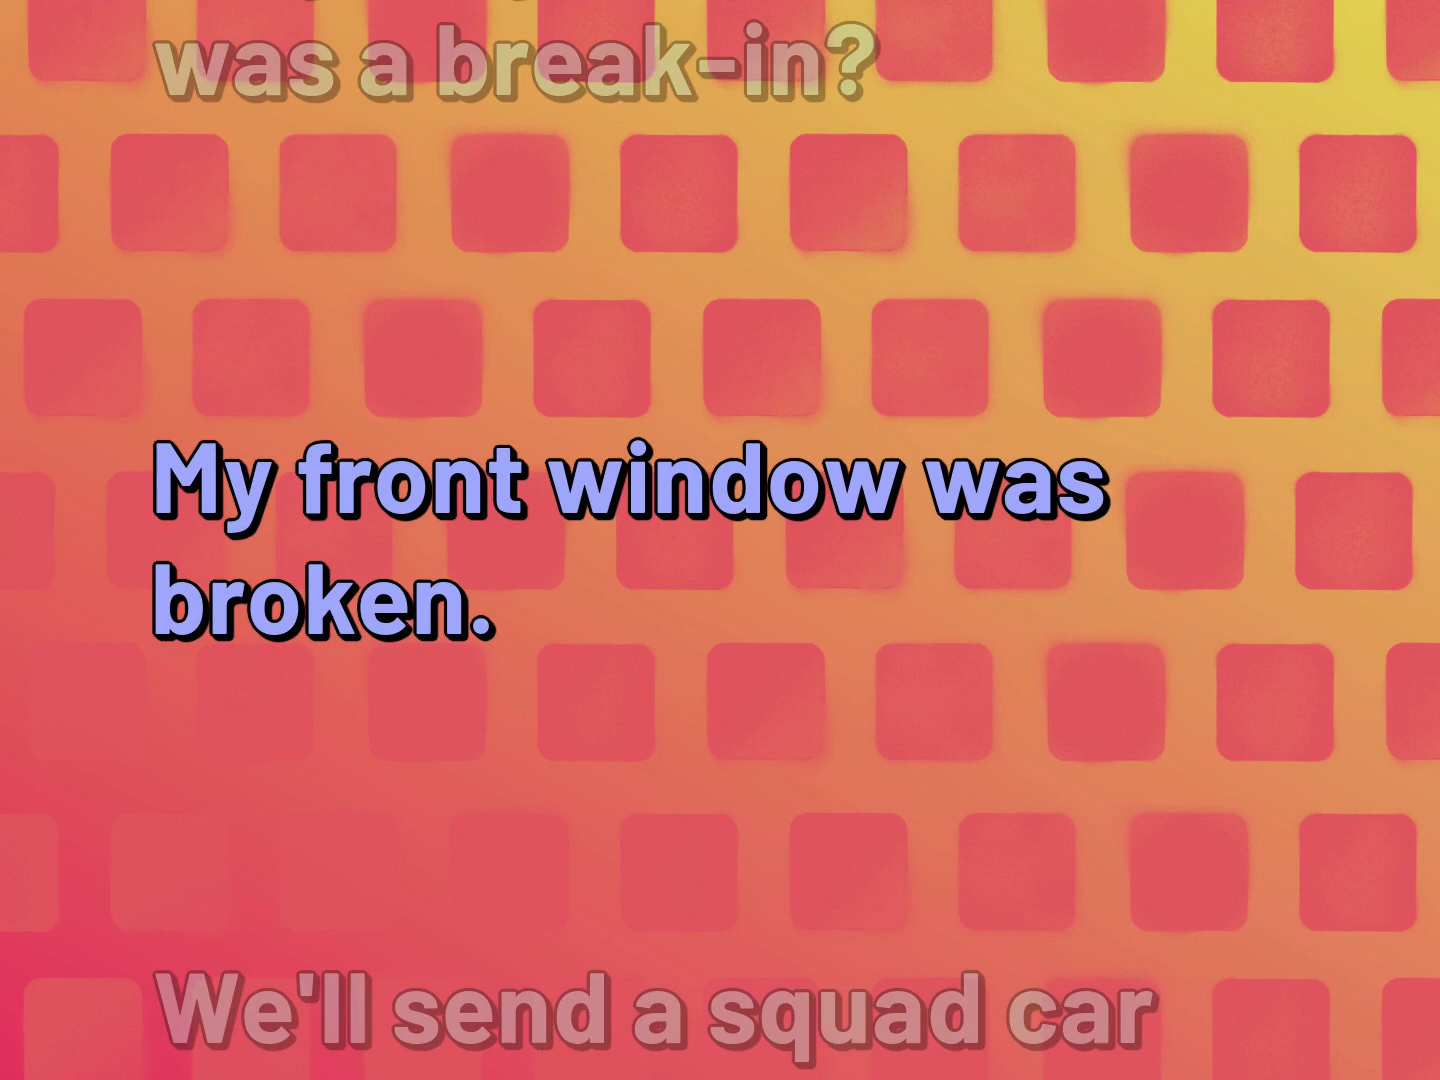 was a break-in?
My front window was
broken.
We'll send a squad car